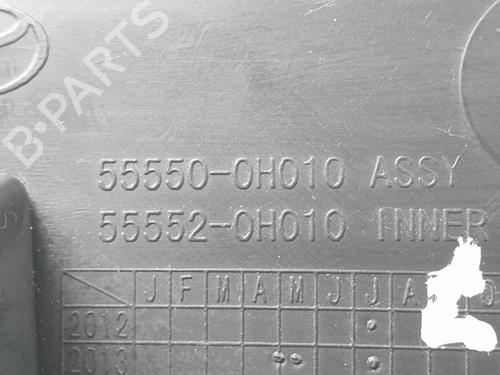 B-PARTS
55550-0H010 ASSY
55552-0H010 INNER
J F M A M J J A O
2012
2013